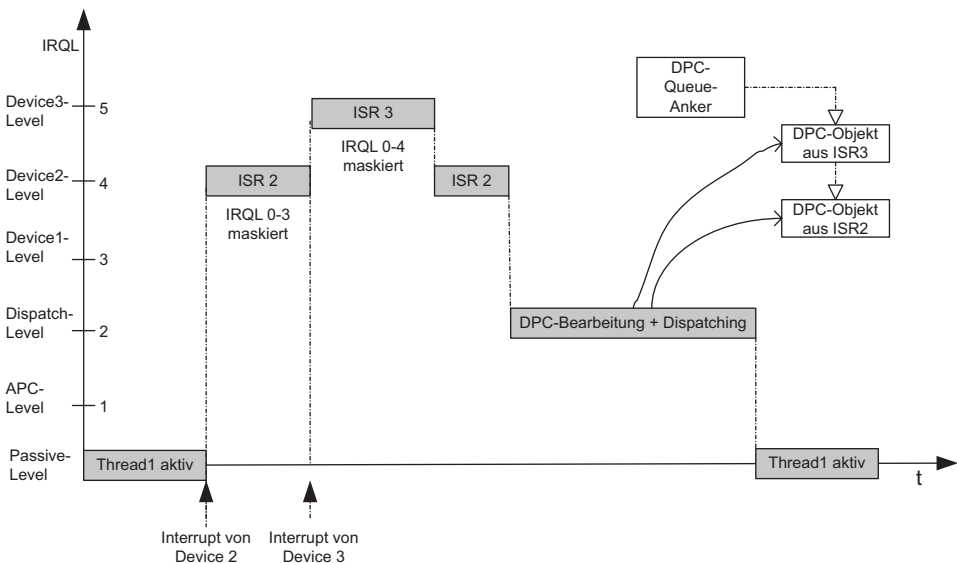 IRQL
DPC-
Queue-
Anker
Device3-
Level
5
ISR 3
IRQL 0-4
maskiert
DPC-Objekt
aus ISR3
Device2-
Level
4
ISR 2
ISR 2
IRQL 0-3
maskiert
DPC-Objekt
aus ISR2
Device1-
Level
3
Dispatch-
Level
2
DPC-Bearbeitung + Dispatching
APC-
Level
1
Passive-
Level
Thread1 aktiv
Thread1 aktiv
t
Interrupt von
Device 2
Interrupt von
Device 3